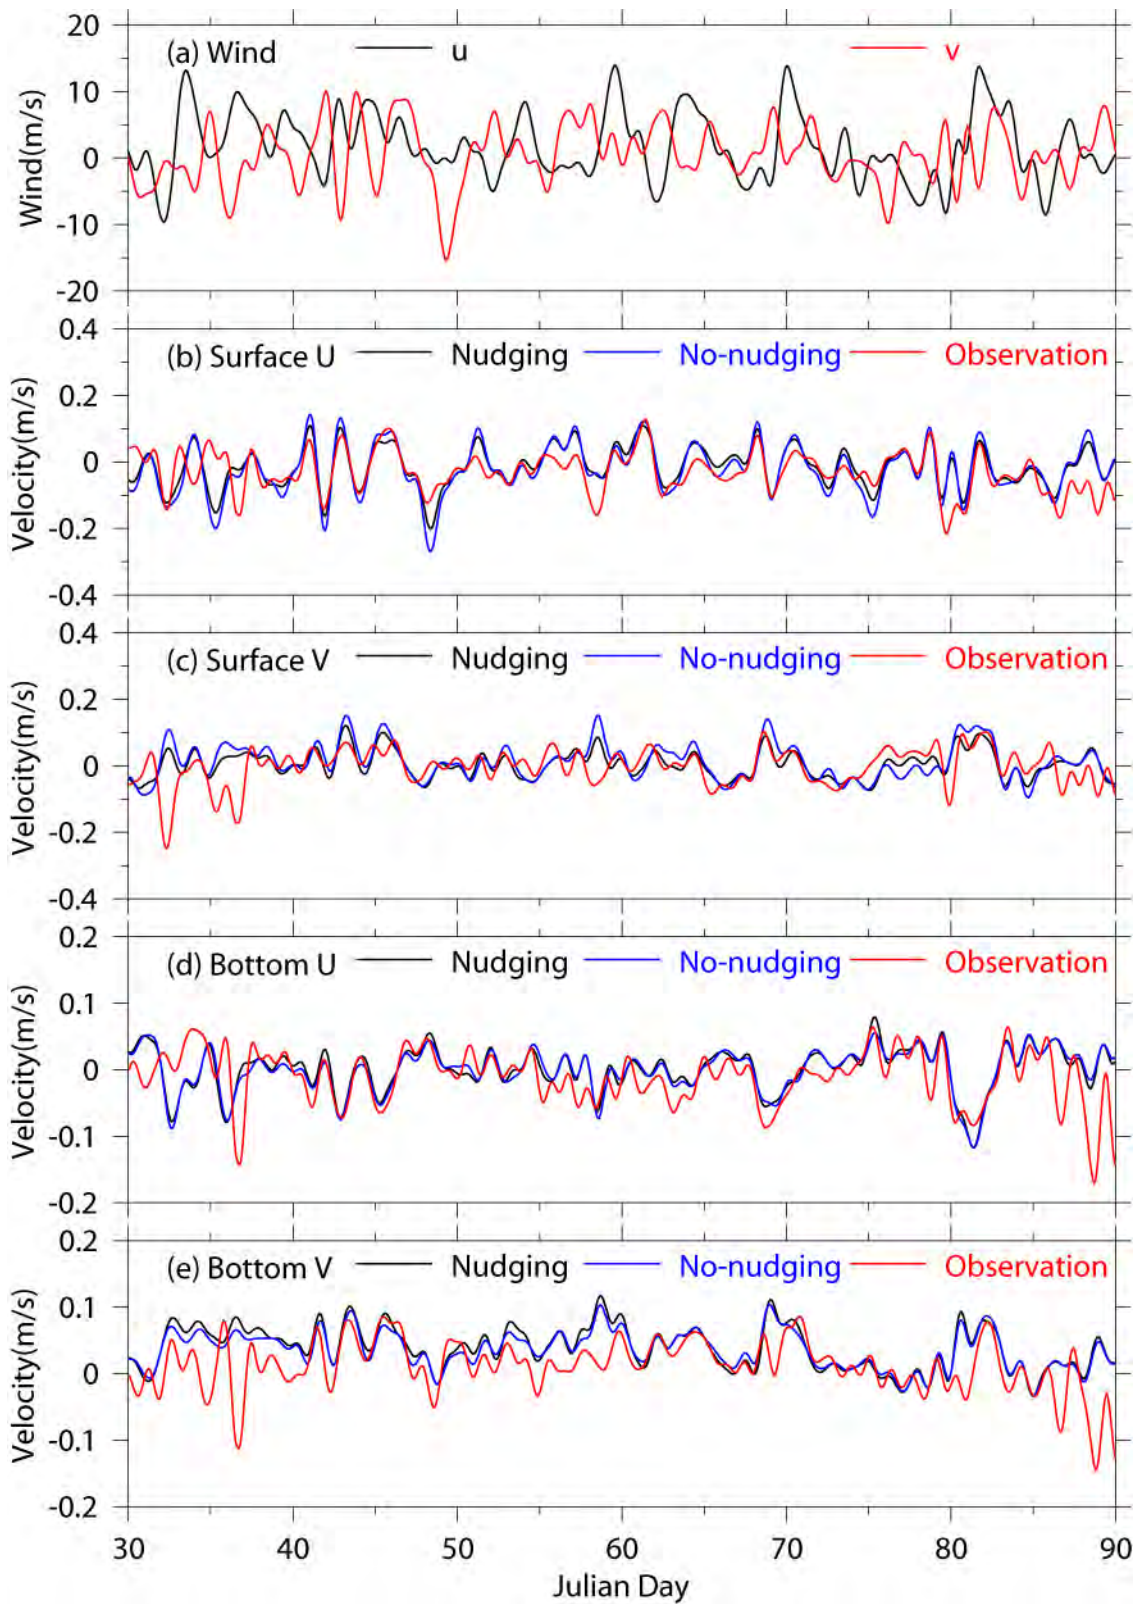 20
(a) Wind u v
10
0
-10
-20
Wind(m/s)
0.4
(b) Surface U Nudging No-nudging Observation
0.2
0
-0.2
-0.4
Velocity(m/s)
0.4
(c) Surface V Nudging No-nudging Observation
0.2
0
-0.2
-0.4
Velocity(m/s)
0.2
(d) Bottom U Nudging No-nudging Observation
0.1
0
-0.1
-0.2
Velocity(m/s)
0.2
(e) Bottom V Nudging No-nudging Observation
0.1
0
-0.1
-0.2
Velocity(m/s)
30 40 50 60 70 80 90
Julian Day